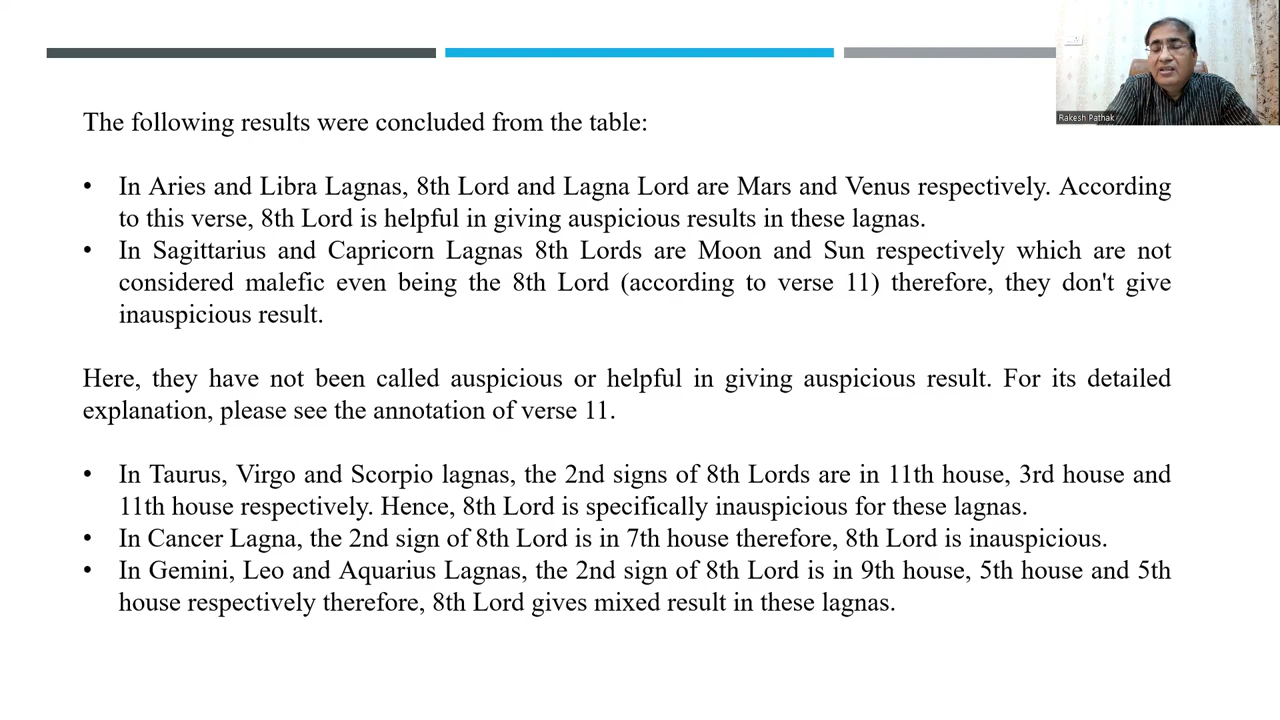 The following results were concluded from the table:
• In Aries and Libra Lagnas, 8th Lord and Lagna Lord are Mars and Venus respectively. According
to this verse, 8th Lord is helpful in giving auspicious results in these lagnas.
• In Sagittarius and Capricorn Lagnas 8th Lords are Moon and Sun respectively which are not
considered malefic even being the 8th Lord (according to verse 11) therefore, they don't give
inauspicious result.
Here, they have not been called auspicious or helpful in giving auspicious result. For its detailed
explanation, please see the annotation of verse 11.
• In Taurus, Virgo and Scorpio lagnas, the 2nd signs of 8th Lords are in 11th house, 3rd house and
11th house respectively. Hence, 8th Lord is specifically inauspicious for these lagnas.
• In Cancer Lagna, the 2nd sign of 8th Lord is in 7th house therefore, 8th Lord is inauspicious.
• In Gemini, Leo and Aquarius Lagnas, the 2nd sign of 8th Lord is in 9th house, 5th house and 5th
house respectively therefore, 8th Lord gives mixed result in these lagnas.
Rakesh Pathak